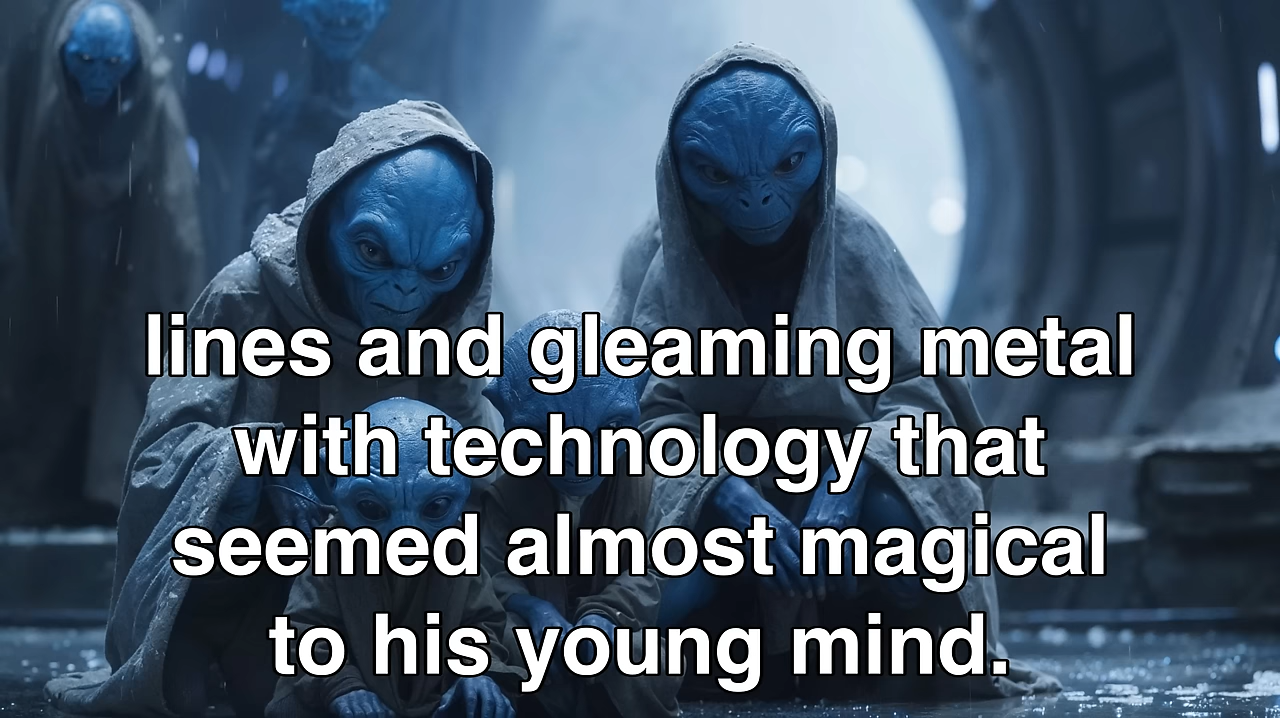 lines and gleaming metal
with technology that
seemed almost magical
to his young mind.